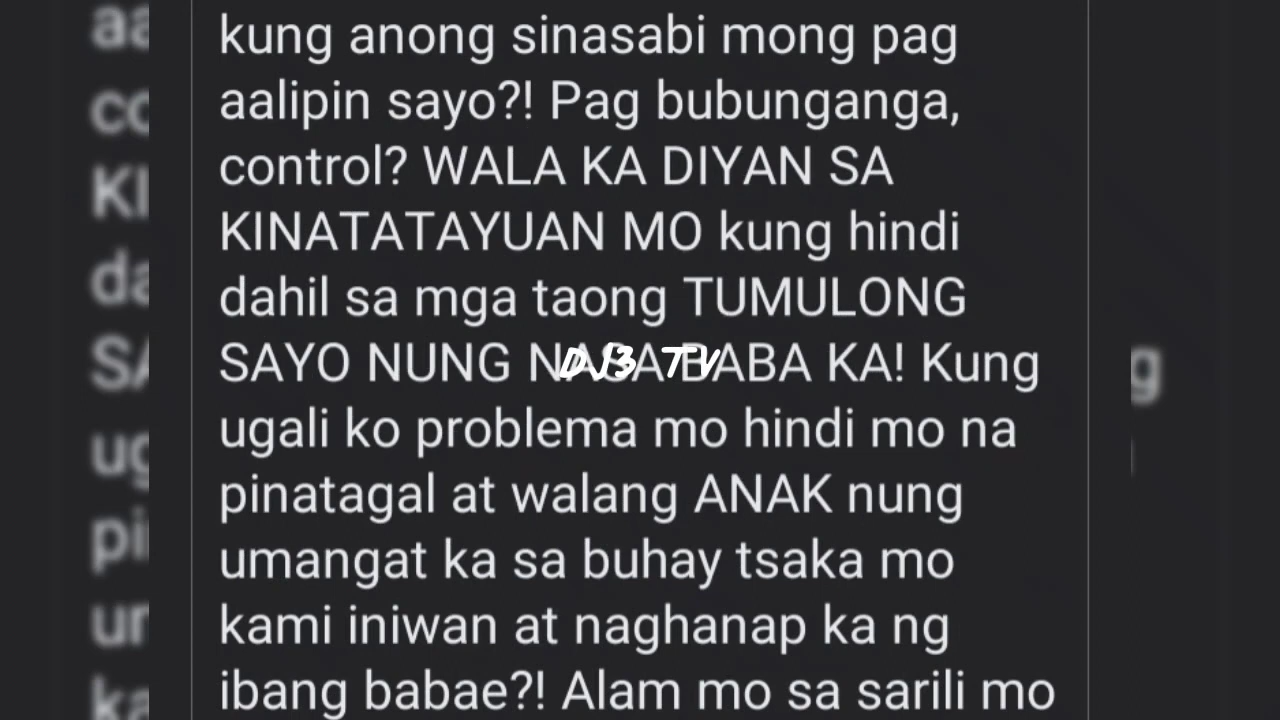 kung anong sinasabi mong pag
aalipin sayo?! Pag bubunganga,
control? WALA KA DIYAN SA
KINATATAYUAN MO kung hindi
dahil sa mga taong TUMULONG
SAYO NUNG NASA BABA KA! Kung
DJ3 TV
ugali ko problema mo hindi mo na
pinatagal at walang ANAK nung
umangat ka sa buhay tsaka mo
kami iniwan at naghanap ka ng
ibang babae?! Alam mo sa sarili mo